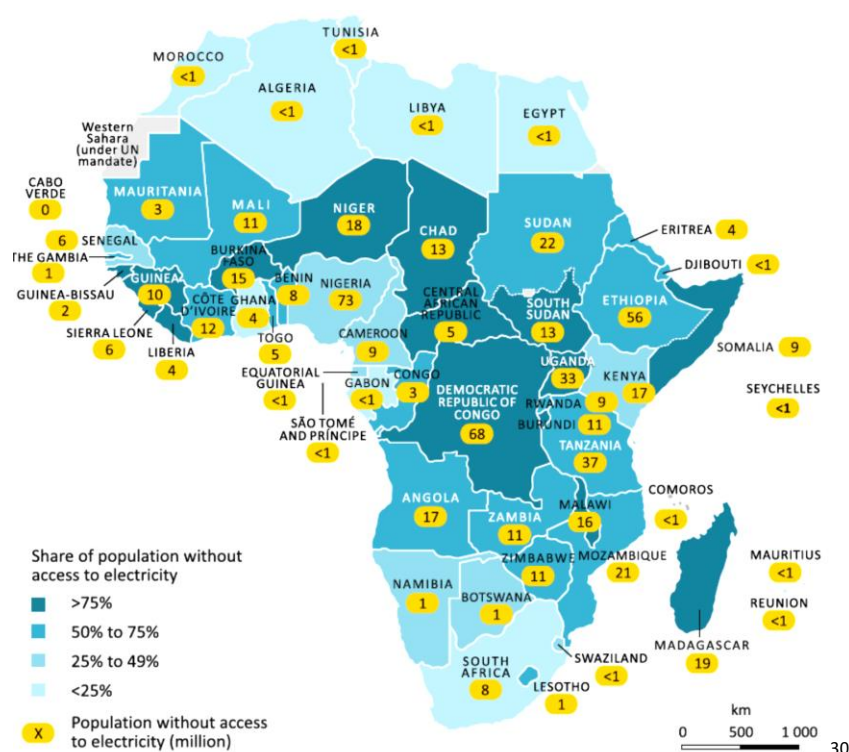 TUNISIA
<1
MOROCCO
<1
ALGERIA
<1
LIBYA
<1
EGYPT
<1
Western
Sahara
(under UN
mandate)
CABO
VERDE
0
MAURITANIA
3
MALI
11
NIGER
18
CHAD
13
SUDAN
22
ERITREA 4
DJIBOUTI <1
6 SENEGAL
THE GAMBIA
1
GUINEA-BISSAU
2
GUINEA
10
SIERRA LEONE
6
LIBERIA
4
CÔTE
D'IVOIRE
12
BURKINA
FASO
15
GHANA
4
TOGO
5
BENIN
8
NIGERIA
73
CAMEROON
9
CENTRAL
AFRICAN
REPUBLIC
5
SOUTH
SUDAN
13
ETHIOPIA
56
SOMALIA 9
EQUATORIAL
GUINEA
<1
SÃO TOMÉ
AND PRÍNCIPE
<1
GABON
<1
CONGO
3
DEMOCRATIC
REPUBLIC OF
CONGO
68
UGANDA
33
KENYA
17
RWANDA 9
BURUNDI 11
TANZANIA
37
SEYCHELLES
<1
COMOROS
<1
ANGOLA
17
ZAMBIA
11
MALAWI
16
ZIMBABWE
11
MOZAMBIQUE
21
MAURITIUS
<1
REUNION
<1
MADAGASCAR
19
NAMIBIA
1
BOTSWANA
1
SOUTH
AFRICA
8
SWAZILAND
<1
LESOTHO
1
Share of population without
access to electricity
>75%
50% to 75%
25% to 49%
<25%
X Population without access
to electricity (million)
km
0 500 1 000
30